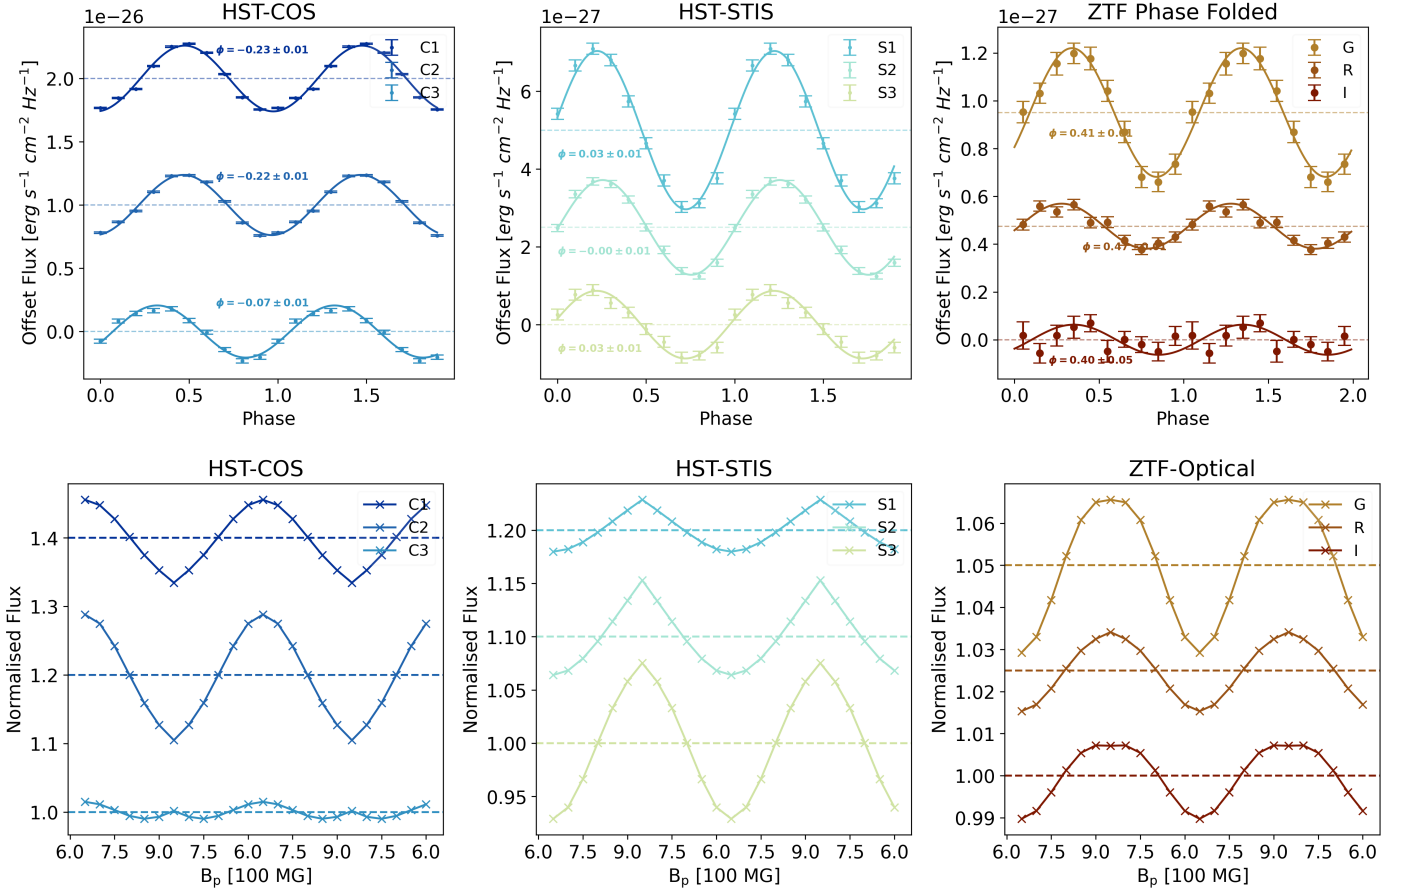 HST-COS
1e−26
Offset Flux [erg s⁻¹ cm⁻² Hz⁻¹]
2.0
1.5
1.0
0.5
0.0
ϕ = −0.23 ± 0.01
ϕ = −0.22 ± 0.01
ϕ = −0.07 ± 0.01
C1
C2
C3
0.0 0.5 1.0 1.5
Phase
HST-STIS
1e−27
Offset Flux [erg s⁻¹ cm⁻² Hz⁻¹]
6
4
2
0
ϕ = 0.03 ± 0.01
ϕ = −0.00 ± 0.01
ϕ = 0.03 ± 0.01
S1
S2
S3
0.0 0.5 1.0 1.5
Phase
ZTF Phase Folded
1e−27
Offset Flux [erg s⁻¹ cm⁻² Hz⁻¹]
1.2
1.0
0.8
0.6
0.4
0.2
0.0
ϕ = 0.41 ± 0.01
ϕ = 0.47 ± 0.01
ϕ = 0.40 ± 0.05
G
R
I
0.0 0.5 1.0 1.5 2.0
Phase
HST-COS
Normalised Flux
1.4
1.3
1.2
1.1
1.0
C1
C2
C3
6.0 7.5 9.0 7.5 6.0 7.5 9.0 7.5 6.0
Bₚ [100 MG]
HST-STIS
Normalised Flux
1.20
1.15
1.10
1.05
1.00
0.95
S1
S2
S3
6.0 7.5 9.0 7.5 6.0 7.5 9.0 7.5 6.0
Bₚ [100 MG]
ZTF-Optical
Normalised Flux
1.06
1.05
1.04
1.03
1.02
1.01
1.00
0.99
G
R
I
6.0 7.5 9.0 7.5 6.0 7.5 9.0 7.5 6.0
Bₚ [100 MG]